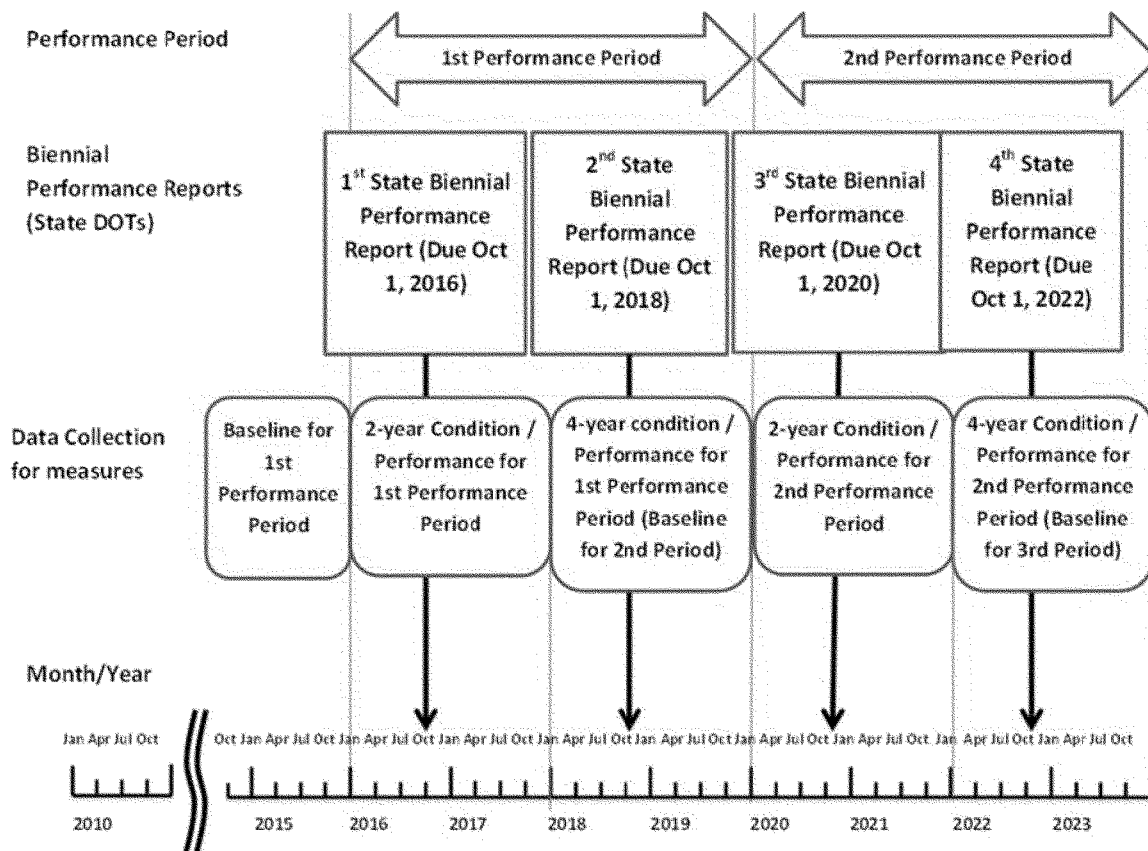 Performance Period
1st Performance Period
2nd Performance Period
Biennial
Performance Reports
(State DOTs)
1st State Biennial
Performance
Report (Due Oct
1, 2016)
2nd State
Biennial
Performance
Report (Due Oct
1, 2018)
3rd State Biennial
Performance
Report (Due Oct
1, 2020)
4th State
Biennial
Performance
Report (Due
Oct 1, 2022)
Data Collection
for measures
Baseline for
1st
Performance
Period
2-year Condition /
Performance for
1st Performance
Period
4-year condition /
Performance for
1st Performance
Period (Baseline
for 2nd Period)
2-year Condition /
Performance for
2nd Performance
Period
4-year Condition /
Performance for
2nd Performance
Period (Baseline
for 3rd Period)
Month/Year
Jan Apr Jul Oct
Oct Jan Apr Jul Oct Jan Apr Jul Oct Jan Apr Jul Oct Jan Apr Jul Oct Jan Apr Jul Oct Jan Apr Jul Oct Jan Apr Jul Oct Jan Apr Jul Oct Jan Apr Jul Oct
2010 2015 2016 2017 2018 2019 2020 2021 2022 2023